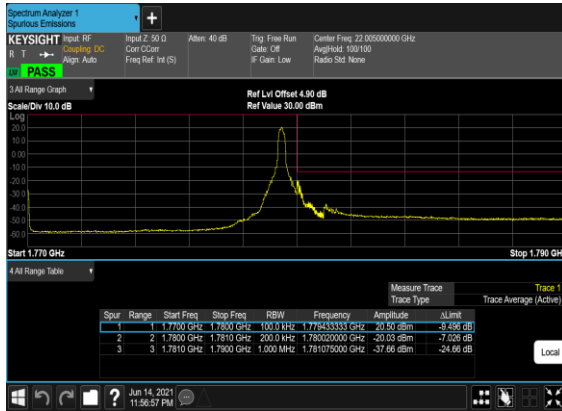 Spectrum Analyzer 1
Spurious Emissions
KEYSIGHT Input: RF Input Z: 50 Ω Atten: 40 dB Trig: Free Run Center Freq: 22.005000000 GHz
R T Coupling: DC Corr CCorr Gate: Off Avg|Hold: 100/100
Align: Auto Freq Ref: Int (S) IF Gain: Low Radio Std: None
LW PASS
3 All Range Graph
Ref Lvl Offset 4.90 dB
Scale/Div 10.0 dB Ref Value 30.00 dBm
Log
20.0
10.0
0.00
-10.0
-20.0
-30.0
-40.0
-50.0
-60.0
Start 1.770 GHz Stop 1.790 GH
4 All Range Table
Measure Trace Trace 1
Trace Type Trace Average (Active)
Spur Range Start Freq Stop Freq RBW Frequency Amplitude ΔLimit
1 1 1.7700 GHz 1.7800 GHz 100.0 kHz 1.779433333 GHz 20.50 dBm -9.496 dB
2 2 1.7800 GHz 1.7810 GHz 200.0 kHz 1.780020000 GHz -20.03 dBm -7.026 dB
3 3 1.7810 GHz 1.7900 GHz 1.000 MHz 1.781075000 GHz -37.66 dBm -24.66 dB
Local
? Jun 14, 2021
11:56:57 PM